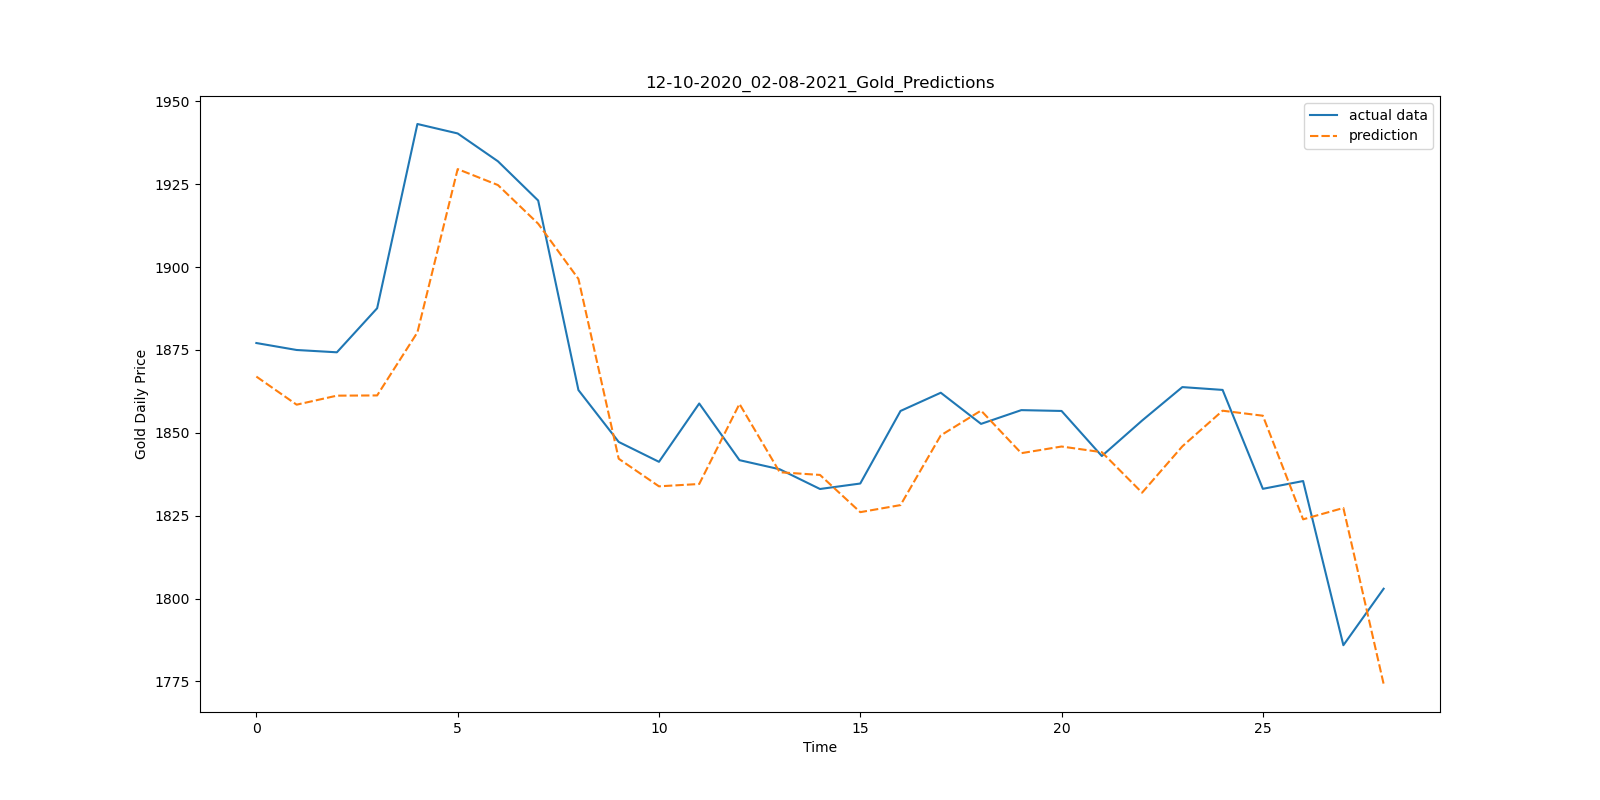 12-10-2020_02-08-2021_Gold_Predictions
actual data
prediction
Gold Daily Price
1950
1925
1900
1875
1850
1825
1800
1775
0 5 10 15 20 25
Time